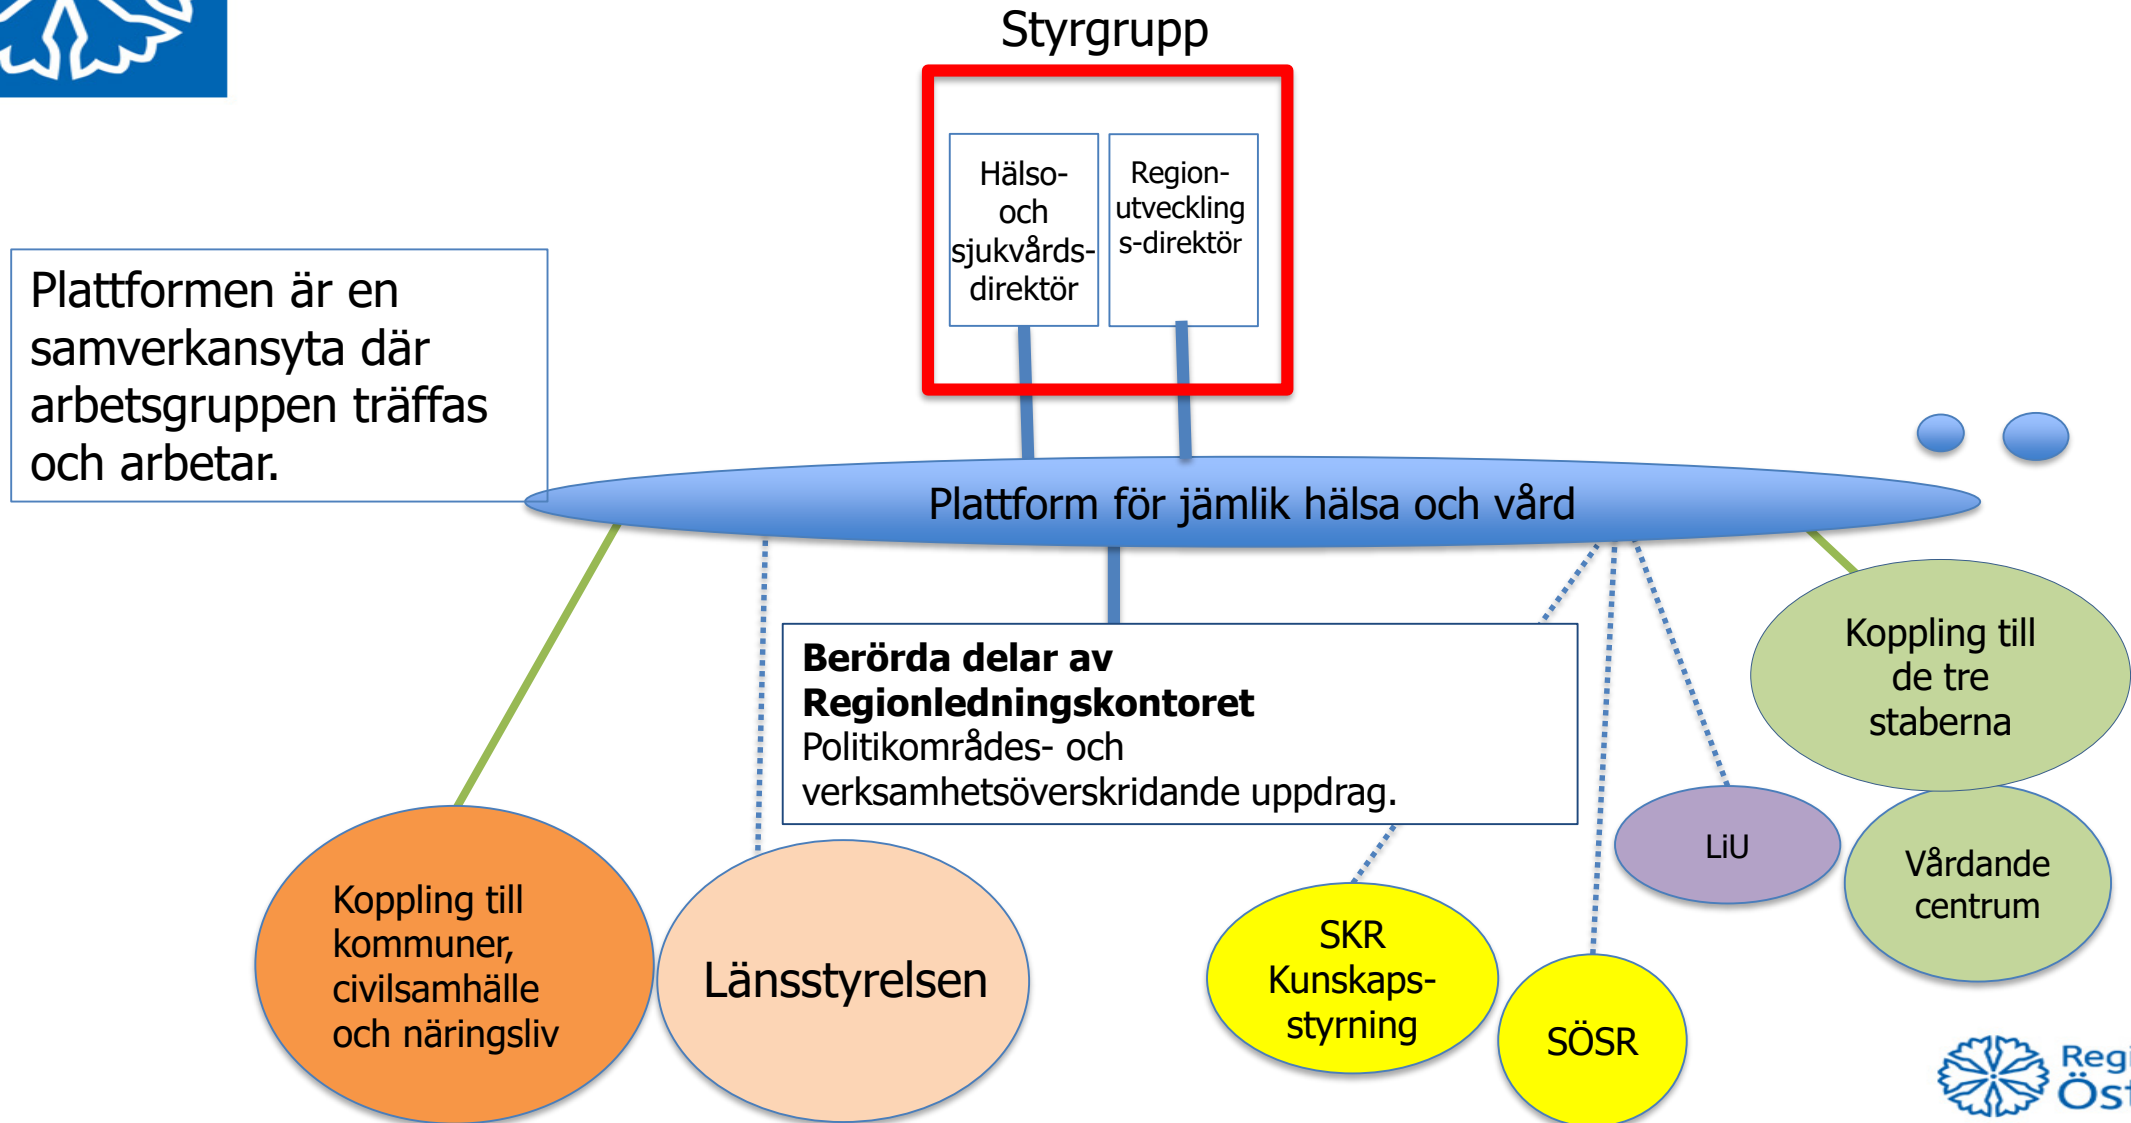 Styrgrupp
Hälso-
och
sjukvårds-
direktör
Region-
utveckling
s-direktör
Plattformen är en
samverkansyta där
arbetsgruppen träffas
och arbetar.
Plattform för jämlik hälsa och vård
Berörda delar av
Regionledningskontoret
Politikområdes- och
verksamhetsöverskridande uppdrag.
Koppling till
de tre
staberna
LiU
Vårdande
centrum
Koppling till
kommuner,
civilsamhälle
och näringsliv
Länsstyrelsen
SKR
Kunskaps-
styrning
SÖSR
Regi
Öst